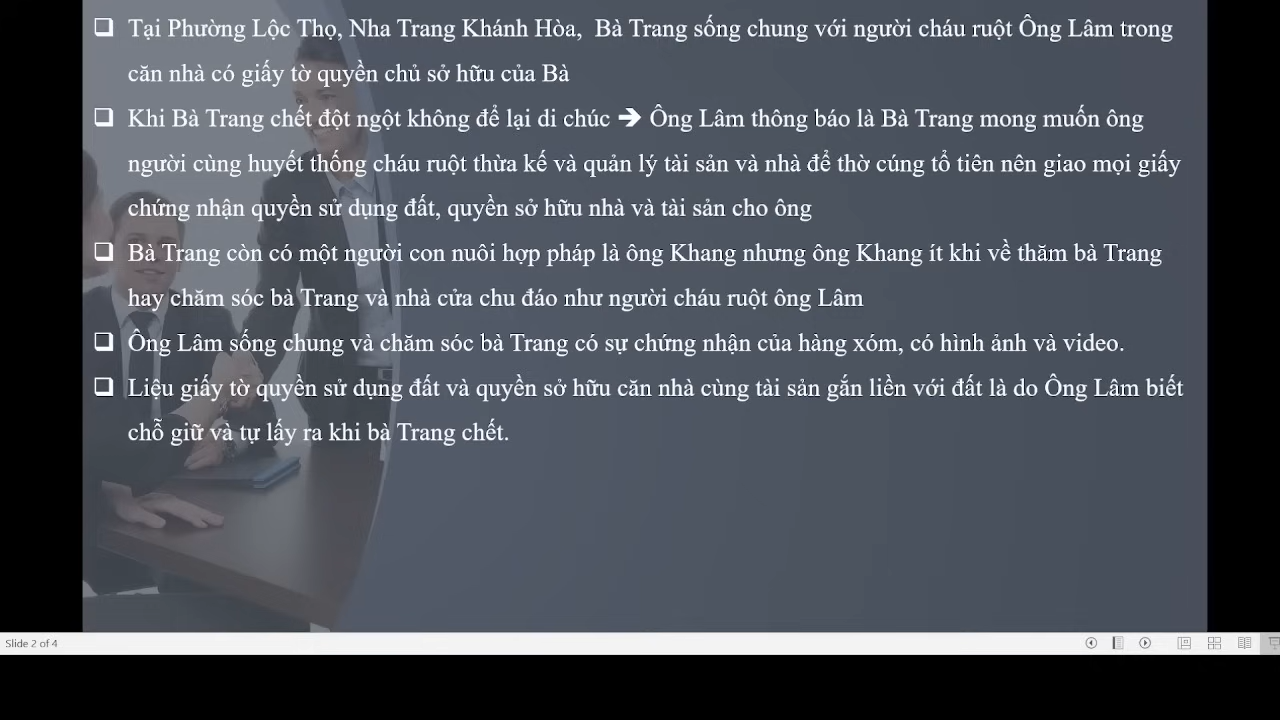 ❑ Tại Phường Lộc Thọ, Nha Trang Khánh Hòa, Bà Trang sống chung với người cháu ruột Ông Lâm trong
căn nhà có giấy tờ quyền chủ sở hữu của Bà
❑ Khi Bà Trang chết đột ngột không để lại di chúc ➔ Ông Lâm thông báo là Bà Trang mong muốn ông
người cùng huyết thống cháu ruột thừa kế và quản lý tài sản và nhà để thờ cúng tổ tiên nên giao mọi giấy
chứng nhận quyền sử dụng đất, quyền sở hữu nhà và tài sản cho ông
❑ Bà Trang còn có một người con nuôi hợp pháp là ông Khang nhưng ông Khang ít khi về thăm bà Trang
hay chăm sóc bà Trang và nhà cửa chu đáo như người cháu ruột ông Lâm
❑ Ông Lâm sống chung và chăm sóc bà Trang có sự chứng nhận của hàng xóm, có hình ảnh và video.
❑ Liệu giấy tờ quyền sử dụng đất và quyền sở hữu căn nhà cùng tài sản gắn liền với đất là do Ông Lâm biết
chỗ giữ và tự lấy ra khi bà Trang chết.
Slide 2 of 4